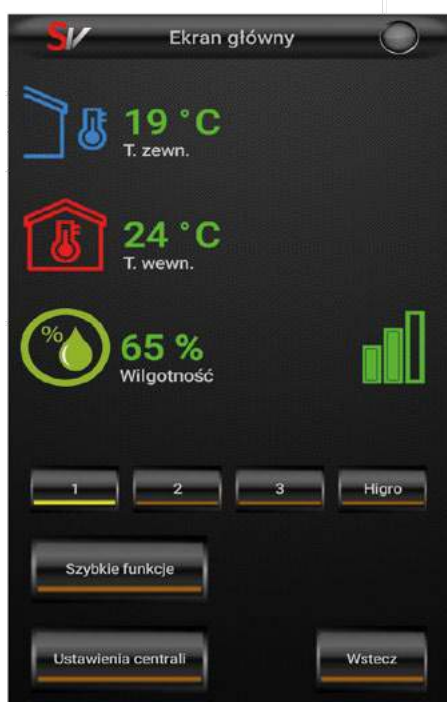 SV Ekran główny
19 °C
T. zewn.
24 °C
T. wewn.
%
65 %
Wilgotność
1 2 3 Higro
Szybkie funkcje
Ustawienia centrali Wstecz